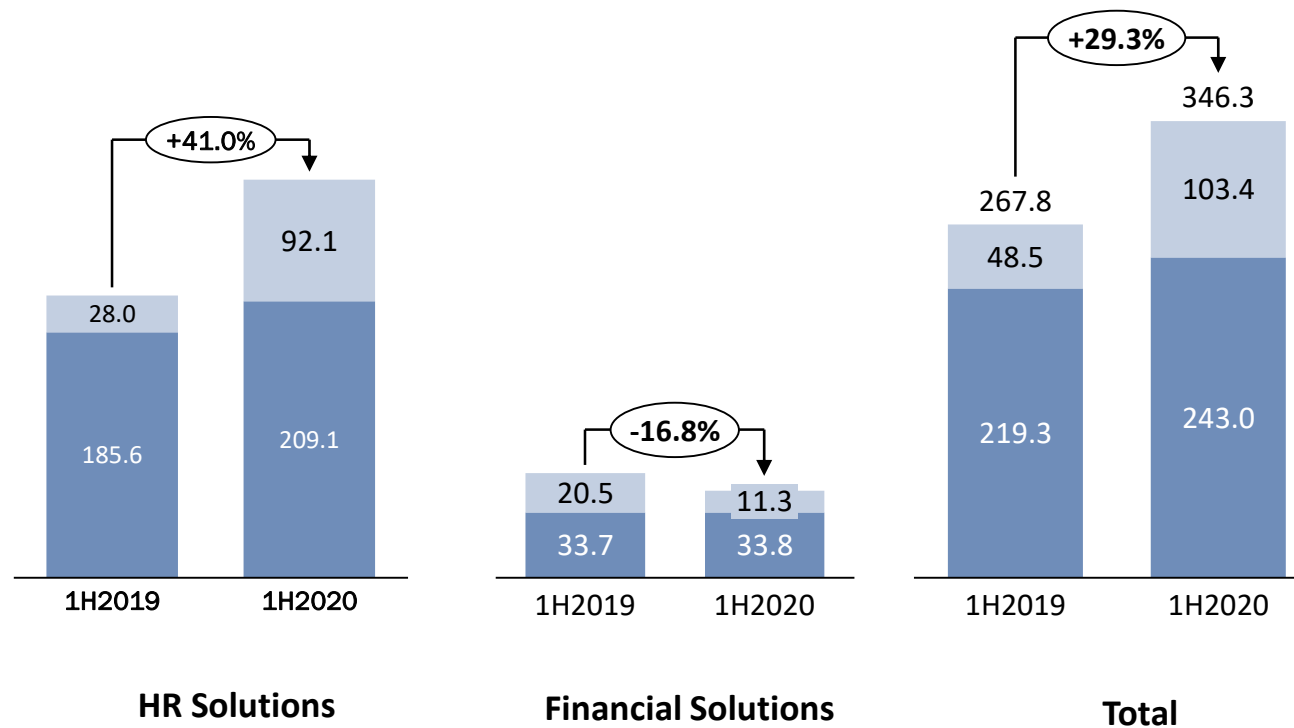 +41.0%
92.1
28.0
185.6
209.1
1H2019
1H2020
HR Solutions
-16.8%
20.5
11.3
33.7
33.8
1H2019
1H2020
Financial Solutions
+29.3%
346.3
267.8
103.4
48.5
219.3
243.0
1H2019
1H2020
Total